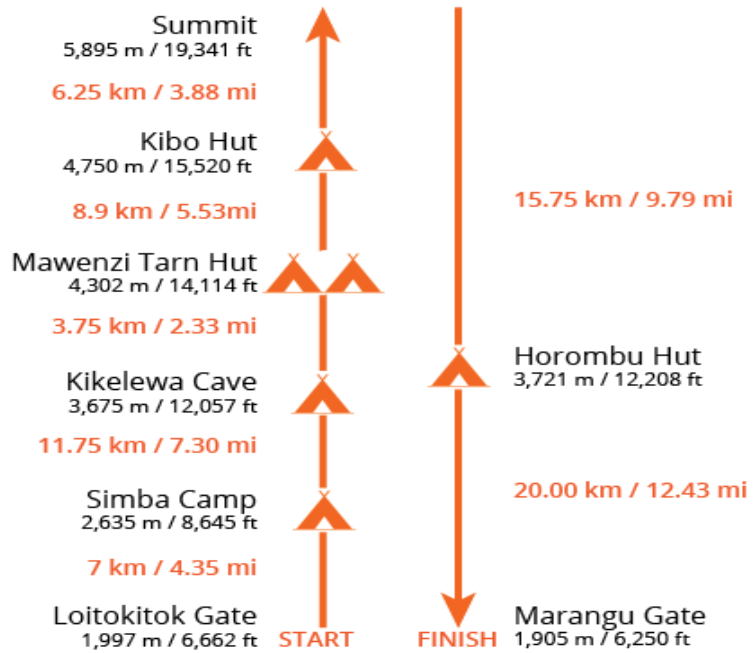 Summit
5,895 m / 19,341 ft
6.25 km / 3.88 mi
Kibo Hut
4,750 m / 15,520 ft
8.9 km / 5.53mi
Mawenzi Tarn Hut
4,302 m / 14,114 ft
3.75 km / 2.33 mi
Kikelewa Cave
3,675 m / 12,057 ft
11.75 km / 7.30 mi
Simba Camp
2,635 m / 8,645 ft
7 km / 4.35 mi
Loitokitok Gate
1,997 m / 6,662 ft
START
15.75 km / 9.79 mi
Horombu Hut
3,721 m / 12,208 ft
20.00 km / 12.43 mi
FINISH
Marangu Gate
1,905 m / 6,250 ft